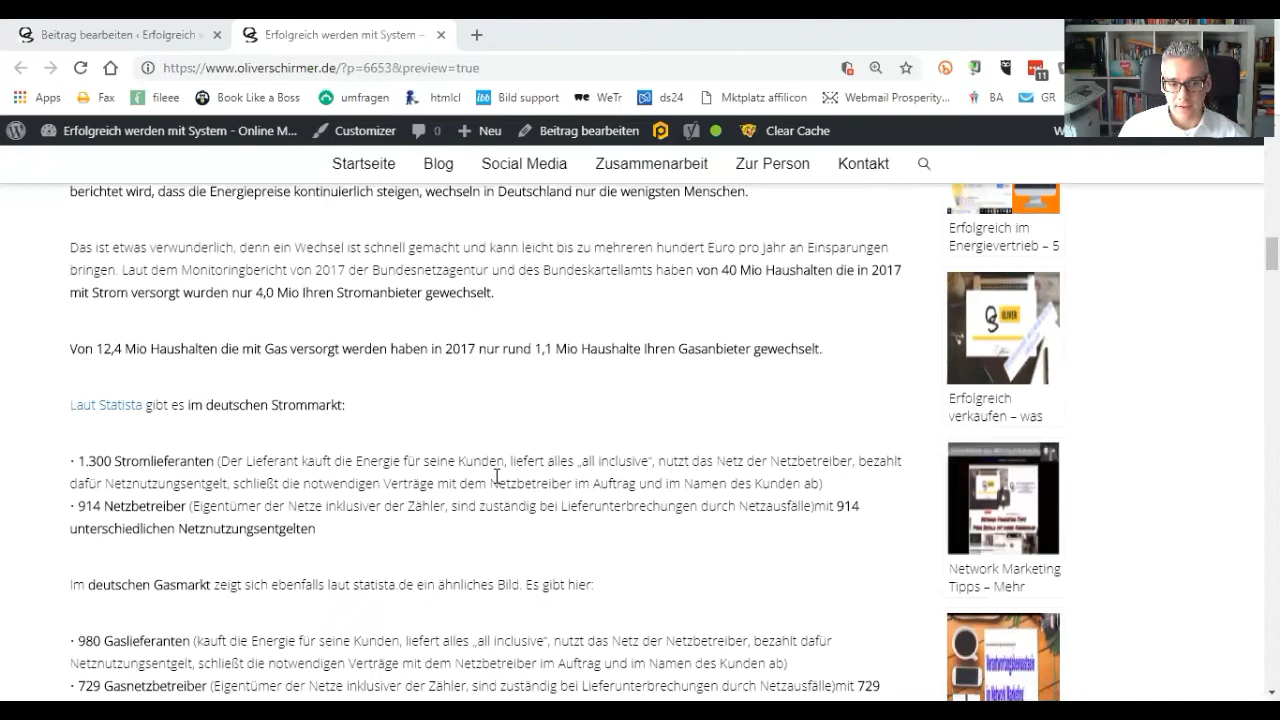 Beitrag bearbeiten ‹ Erfolgreich
Erfolgreich werden mit System –
https://www.oliverschirmer.de/?p=6653&preview=true
11
Apps
Fax
fileee
Book Like a Boss
umfragen
htmlcl
Bild support
WeTr
ds24
Mktplatz affilicon
Webmail Prosperity...
BA
GR
Erfolgreich werden mit System - Online M...
Customizer
0
Neu
Beitrag bearbeiten
Clear Cache
Startseite
Blog
Social Media
Zusammenarbeit
Zur Person
Kontakt
berichtet wird, dass die Energiepreise kontinuierlich steigen, wechseln in Deutschland nur die wenigsten Menschen.
Das ist etwas verwunderlich, denn ein Wechsel ist schnell gemacht und kann leicht bis zu mehreren hundert Euro pro Jahr an Einsparungen
bringen. Laut dem Monitoringbericht von 2017 der Bundesnetzagentur und des Bundeskartellamts haben von 40 Mio Haushalten die in 2017
mit Strom versorgt wurden nur 4,0 Mio Ihren Stromanbieter gewechselt.
Von 12,4 Mio Haushalten die mit Gas versorgt werden haben in 2017 nur rund 1,1 Mio Haushalte Ihren Gasanbieter gewechselt.
Laut Statista gibt es im deutschen Strommarkt:
• 1.300 Stromlieferanten (Der Lieferant kauft die Energie für seine Kunden, liefert alles „all inclusive“, nutzt das Netz der Netzbetreiber, bezahlt
dafür Netznutzungsentgelt, schließt die notwendigen Verträge mit dem Netzbetreiber im Auftrag und im Namen des Kunden ab)
• 914 Netzbetreiber (Eigentümer der Netze inklusiver der Zähler, sind zuständig bei Lieferunterbrechungen durch Netzausfälle)mit 914
unterschiedlichen Netznutzungsentgelten
Im deutschen Gasmarkt zeigt sich ebenfalls laut statista.de ein ähnliches Bild. Es gibt hier:
• 980 Gaslieferanten (kauft die Energie für seine Kunden, liefert alles „all inclusive“, nutzt das Netz der Netzbetreiber, bezahlt dafür
Netznutzungsentgelt, schließt die notwendigen Verträge mit dem Netzbetreiber im Auftrag und im Namen des Kunden ab)
• 729 Gasnetzbetreiber (Eigentümer der Netze inklusiver der Zähler, sind zuständig bei Lieferunterbrechungen durch Netzausfälle)mit 729
Erfolgreich im
Energievertrieb – 5
OLIVER
Erfolgreich
verkaufen – was
Network Marketing
Tipps – Mehr
Verantwortungsbewusstsein
im Network Marketing